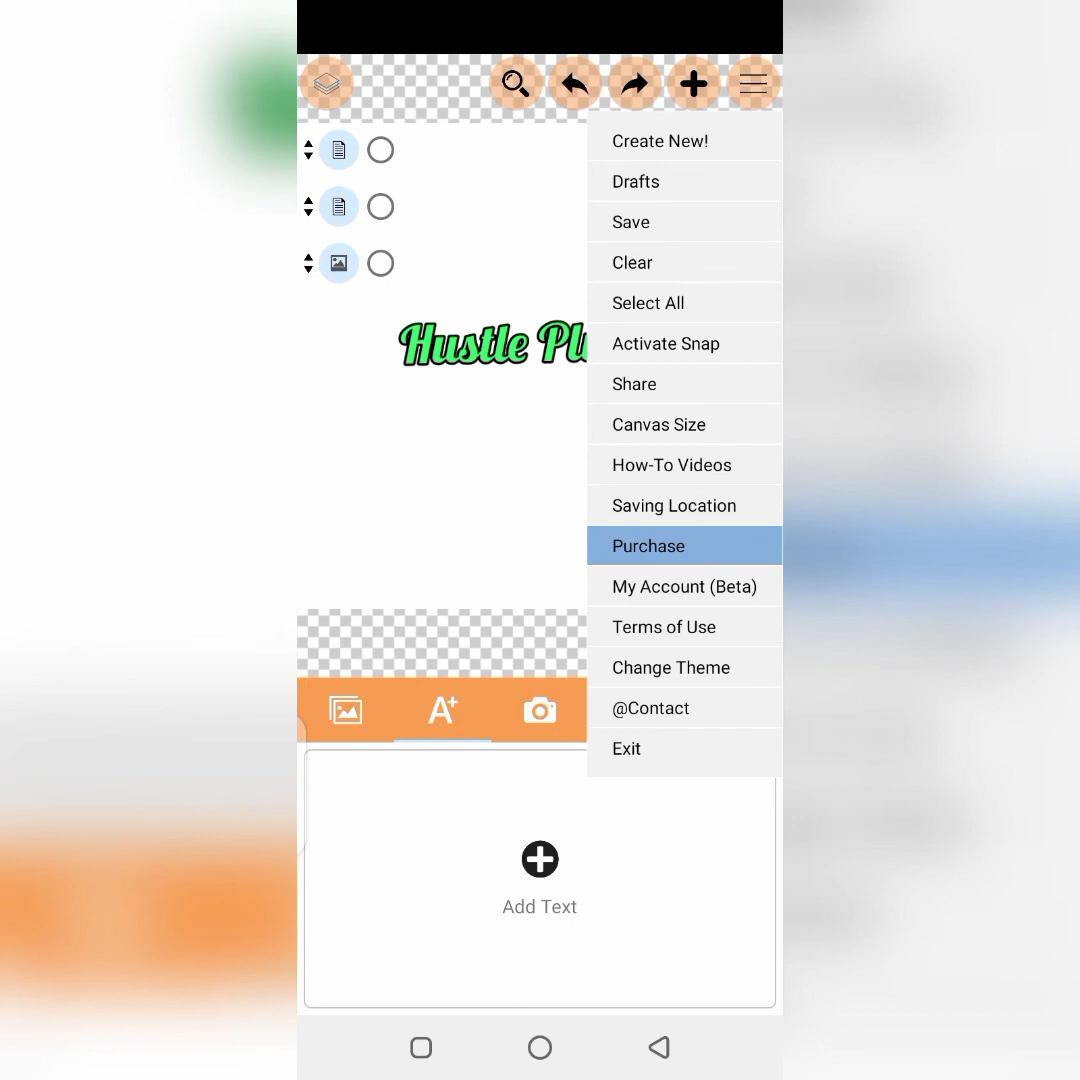 Create New!
Drafts
Save
Clear
Select All
Hustle
Activate Snap
Share
Canvas Size
How-To Videos
Saving Location
Purchase
My Account (Beta)
Terms of Use
Change Theme
A+
@Contact
Exit
Add Text